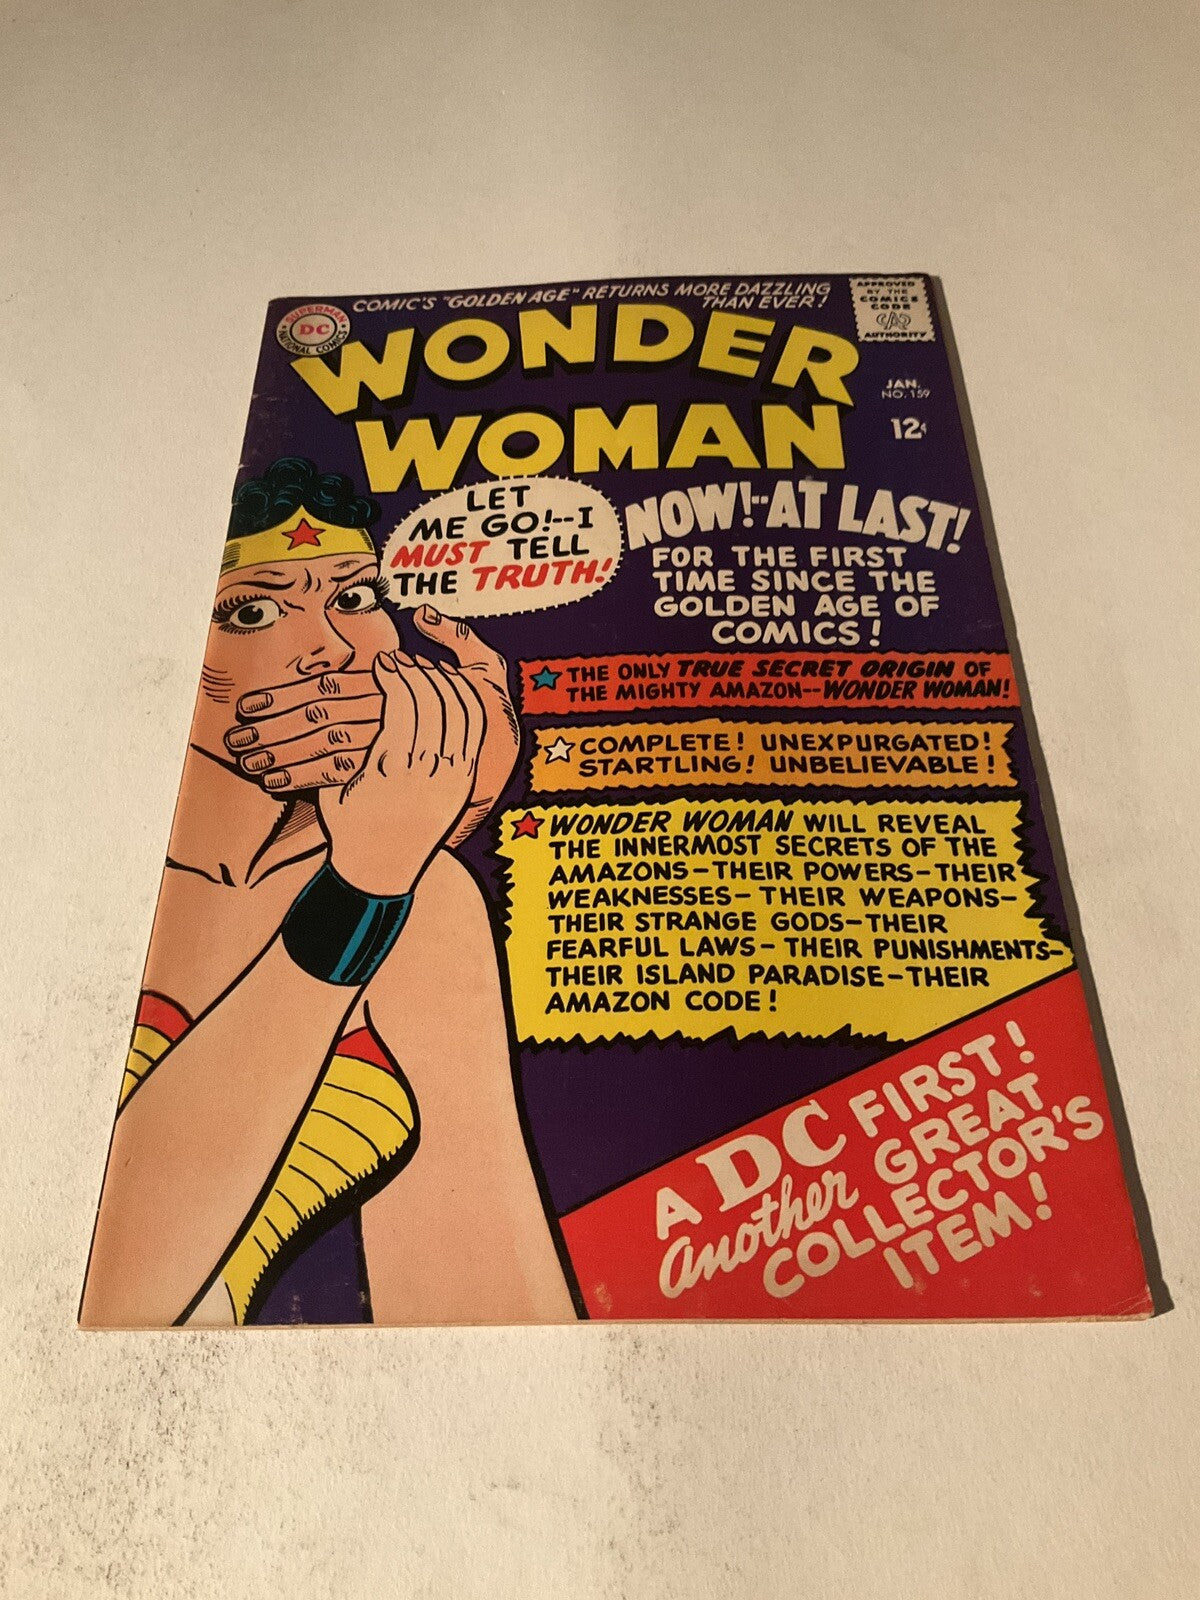 COMIC'S "GOLDEN AGE" RETURNS MORE DAZZLING
THAN EVER!
SUPERMAN
DC
NATIONAL COMICS
APPROVED
BY THE
COMICS
CODE
CA
AUTHORITY
WONDER
WOMAN
JAN.
NO. 159
12¢
LET
ME GO!--I
MUST TELL
THE TRUTH!
NOW!--AT LAST!
FOR THE FIRST
TIME SINCE THE
GOLDEN AGE OF
COMICS!
THE ONLY TRUE SECRET ORIGIN OF
THE MIGHTY AMAZON--WONDER WOMAN!
COMPLETE! UNEXPURGATED!
STARTLING! UNBELIEVABLE!
WONDER WOMAN WILL REVEAL
THE INNERMOST SECRETS OF THE
AMAZONS-THEIR POWERS-THEIR
WEAKNESSES-THEIR WEAPONS-
THEIR STRANGE GODS-THEIR
FEARFUL LAWS-THEIR PUNISHMENTS-
THEIR ISLAND PARADISE-THEIR
AMAZON CODE!
A DC FIRST!
another GREAT
COLLECTOR'S
ITEM!